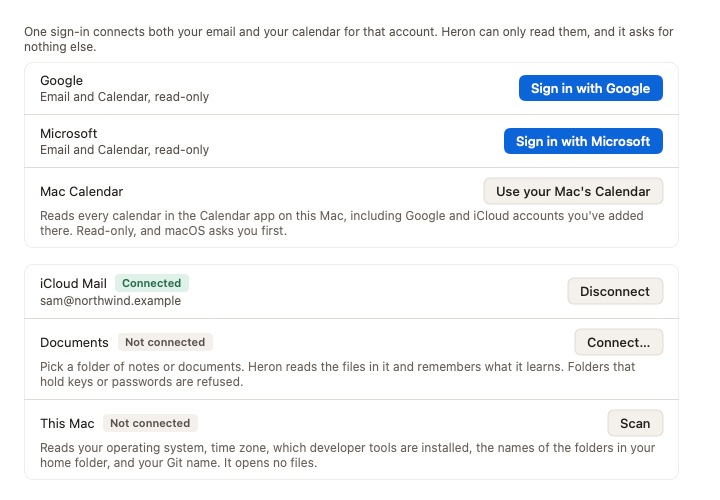 One sign-in connects both your email and your calendar for that account. Heron can only read them, and it asks for
nothing else.
Google
Email and Calendar, read-only
Sign in with Google
Microsoft
Email and Calendar, read-only
Sign in with Microsoft
Mac Calendar
Use your Mac's Calendar
Reads every calendar in the Calendar app on this Mac, including Google and iCloud accounts you've added
there. Read-only, and macOS asks you first.
iCloud Mail Connected
sam@northwind.example
Disconnect
Documents Not connected
Connect...
Pick a folder of notes or documents. Heron reads the files in it and remembers what it learns. Folders that
hold keys or passwords are refused.
This Mac Not connected
Scan
Reads your operating system, time zone, which developer tools are installed, the names of the folders in your
home folder, and your Git name. It opens no files.